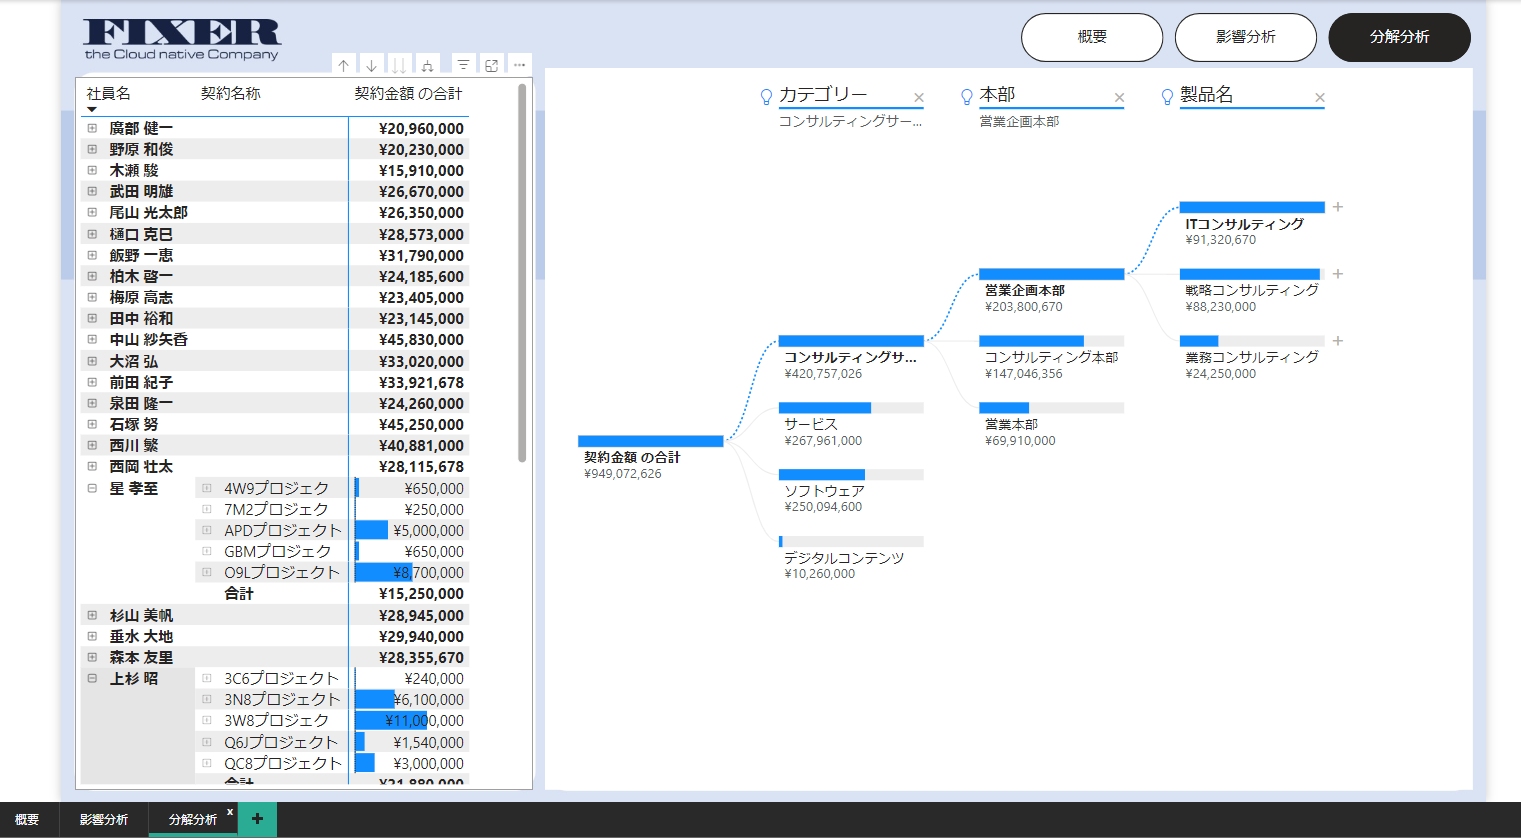 FIXER
the Cloud native Company
概要
影響分析
分解分析
社員名 契約名称 契約金額 の合計
廣部 健一 ¥20,960,000
野原 和俊 ¥20,230,000
木瀬 駿 ¥15,910,000
武田 明雄 ¥26,670,000
尾山 光太郎 ¥26,350,000
樋口 克巳 ¥28,573,000
飯野 一恵 ¥31,790,000
柏木 啓一 ¥24,185,600
梅原 高志 ¥23,405,000
田中 裕和 ¥23,145,000
中山 紗矢香 ¥45,830,000
大沼 弘 ¥33,020,000
前田 紀子 ¥33,921,678
泉田 隆一 ¥24,260,000
石塚 努 ¥45,250,000
西川 繁 ¥40,881,000
西岡 壮太 ¥28,115,678
星 孝至 4W9プロジェク ¥650,000
7M2プロジェク ¥250,000
APDプロジェクト ¥5,000,000
GBMプロジェク ¥650,000
O9Lプロジェクト ¥8,700,000
合計 ¥15,250,000
杉山 美帆 ¥28,945,000
垂水 大地 ¥29,940,000
森本 友里 ¥28,355,670
上杉 昭 3C6プロジェクト ¥240,000
3N8プロジェクト ¥6,100,000
3W8プロジェク ¥11,000,000
Q6Jプロジェクト ¥1,540,000
QC8プロジェクト ¥3,000,000
合計 ¥21,880,000
カテゴリー
コンサルティングサー...
本部
営業企画本部
製品名
契約金額 の合計
¥949,072,626
コンサルティングサ...
¥420,757,026
サービス
¥267,961,000
ソフトウェア
¥250,094,600
デジタルコンテンツ
¥10,260,000
営業企画本部
¥203,800,670
コンサルティング本部
¥147,046,356
営業本部
¥69,910,000
ITコンサルティング
¥91,320,670
戦略コンサルティング
¥88,230,000
業務コンサルティング
¥24,250,000
概要
影響分析
分解分析 x
+